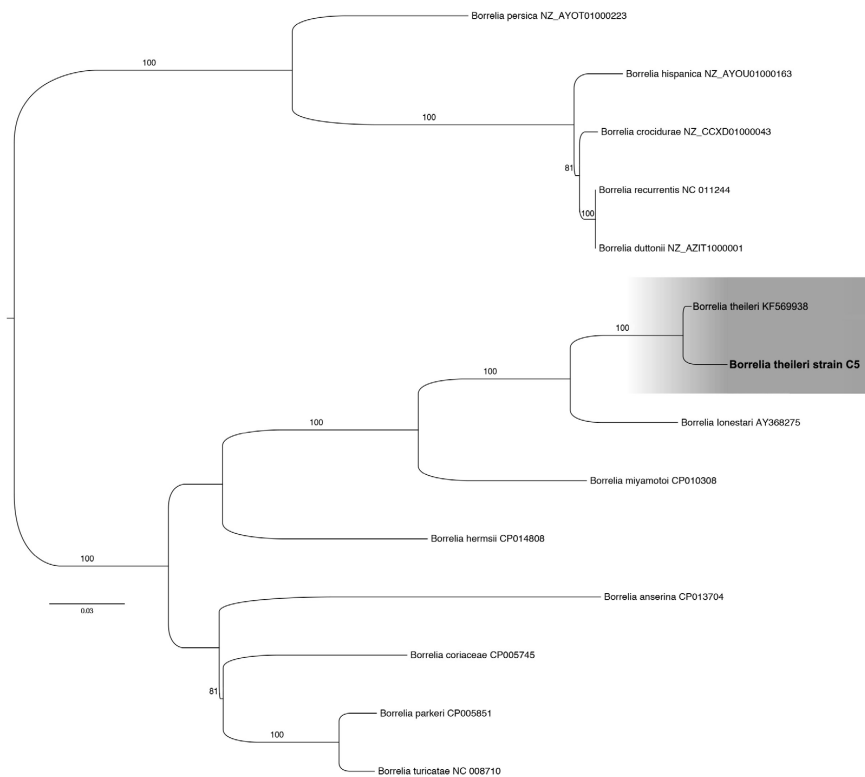 Borrelia persica NZ_AYOT01000223
100
Borrelia hispanica NZ_AYOU01000163
100
Borrelia crocidurae NZ_CCXD01000043
81
Borrelia recurrentis NC 011244
100
Borrelia duttonii NZ_AZIT1000001
Borrelia theileri KF569938
100
Borrelia theileri strain C5
100
Borrelia lonestari AY368275
100
Borrelia miyamotoi CP010308
Borrelia hermsii CP014808
100
Borrelia anserina CP013704
0.03
Borrelia coriaceae CP005745
81
Borrelia parkeri CP005851
100
Borrelia turicatae NC 008710